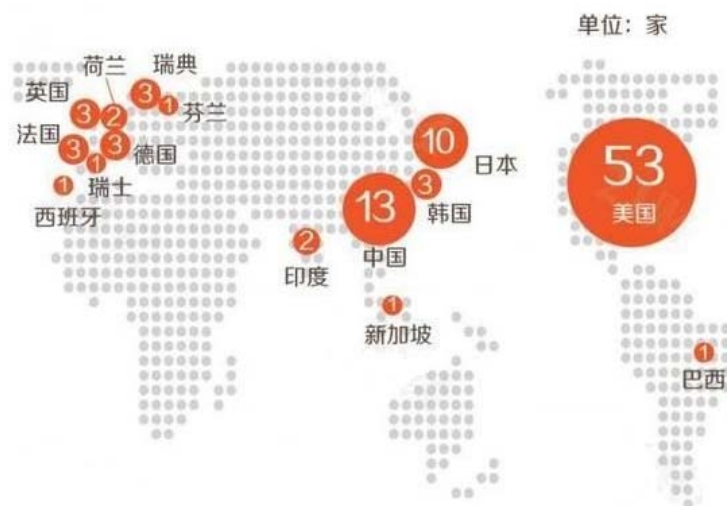 单位：家
荷兰
2
瑞典
3
英国
3
芬兰
1
法国
3
德国
3
瑞士
1
西班牙
1
日本
10
韩国
3
中国
13
印度
2
新加坡
1
53
美国
1
巴西